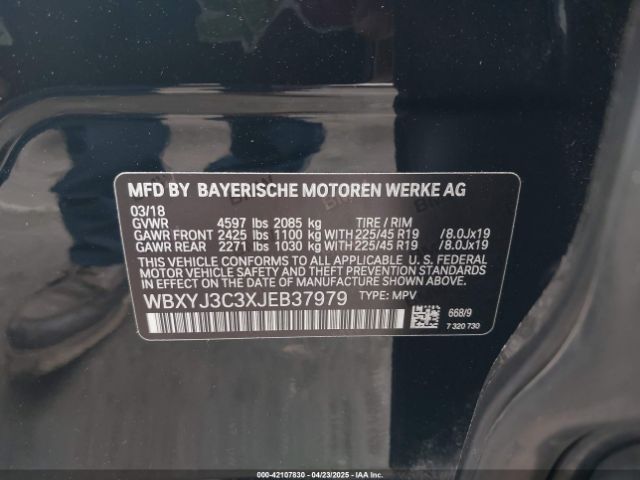 MFD BY BAYERISCHE MOTOREN WERKE AG
03/18
GVWR 4597 lbs 2085 kg TIRE / RIM
GAWR FRONT 2425 lbs 1100 kg WITH 225/45 R19 /8.0Jx19
GAWR REAR 2271 lbs 1030 kg WITH 225/45 R19 /8.0Jx19
THIS VEHICLE CONFORMS TO ALL APPLICABLE U. S. FEDERAL
MOTOR VEHICLE SAFETY, BUMPER, AND THEFT PREVENTION
STANDARDS IN EFFECT ON THE DATE OF MANUFACTURE SHOWN ABOVE.
WBXYJ3C3XJEB37979 TYPE: MPV
668/9
7 320 730
000-42107830 - 04/23/2025 - IAAI